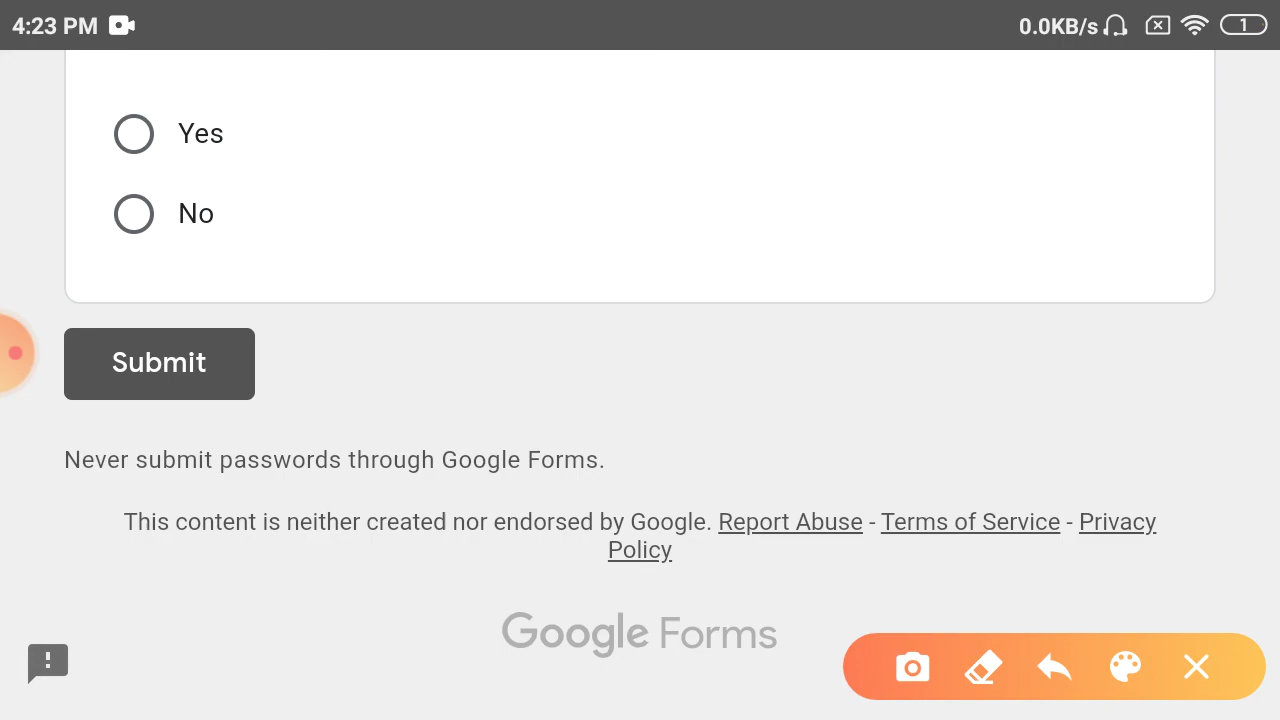 4:23 PM 0.0KB/s 1
Yes
No
Submit
Never submit passwords through Google Forms.
This content is neither created nor endorsed by Google. Report Abuse - Terms of Service - Privacy
Policy
Google Forms